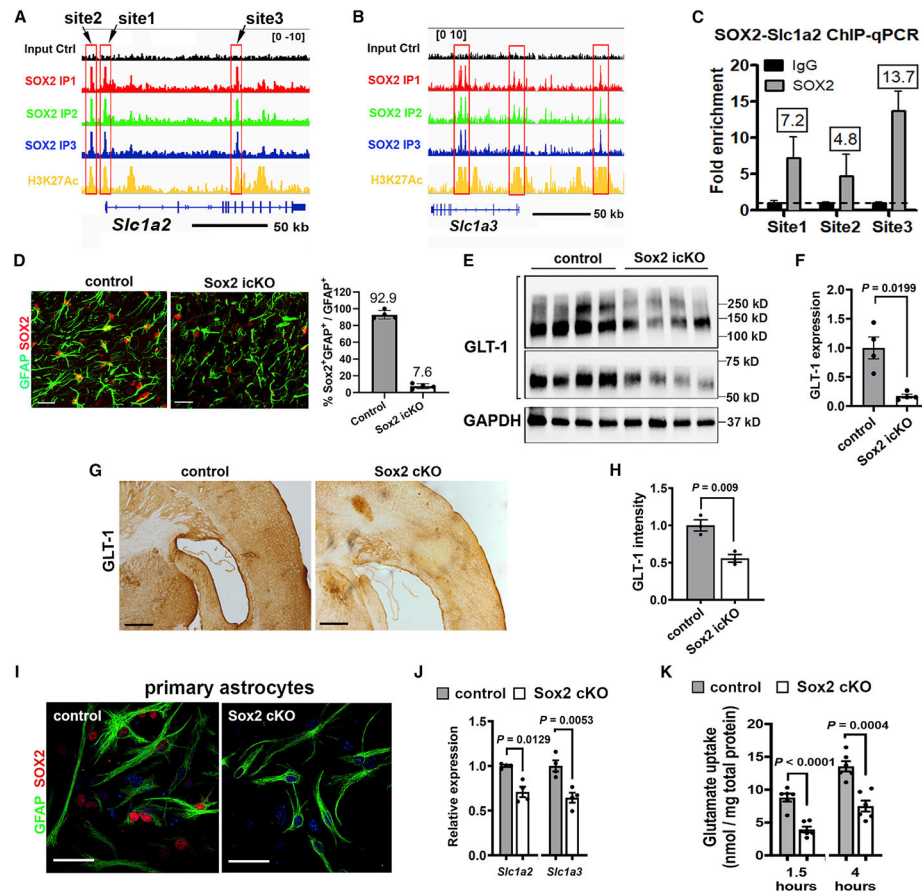 A
site2 site1 site3
[0 -10]
Input Ctrl
SOX2 IP1
SOX2 IP2
SOX2 IP3
H3K27Ac
Slc1a2 50 kb
B
[0 10]
Input Ctrl
SOX2 IP1
SOX2 IP2
SOX2 IP3
H3K27Ac
Slc1a3 50 kb
C
SOX2-Slc1a2 ChIP-qPCR
IgG
SOX2
Fold enrichment
20
15
10
5
0
7.2
4.8
13.7
Site1 Site2 Site3
D
control Sox2 icKO
GFAP SOX2
% Sox2+GFAP+ / GFAP+
100
80
60
40
20
0
92.9
7.6
Control
Sox2 icKO
E
control Sox2 icKO
GLT-1
250 kD
150 kD
100 kD
75 kD
50 kD
GAPDH
37 kD
F
P = 0.0199
GLT-1 expression
2.0
1.5
1.0
0.5
0.0
control
Sox2 icKO
G
control Sox2 cKO
GLT-1
H
P = 0.009
GLT-1 intensity
1.5
1.0
0.5
0.0
control
Sox2 icKO
I
primary astrocytes
control Sox2 cKO
GFAP SOX2
J
control Sox2 cKO
P = 0.0129
P = 0.0053
Relative expression
1.5
1.0
0.5
0.0
Slc1a2 Slc1a3
K
control Sox2 cKO
P < 0.0001
P = 0.0004
Glutamate uptake
(nmol / mg total protein)
20
15
10
5
0
1.5
hours
4
hours